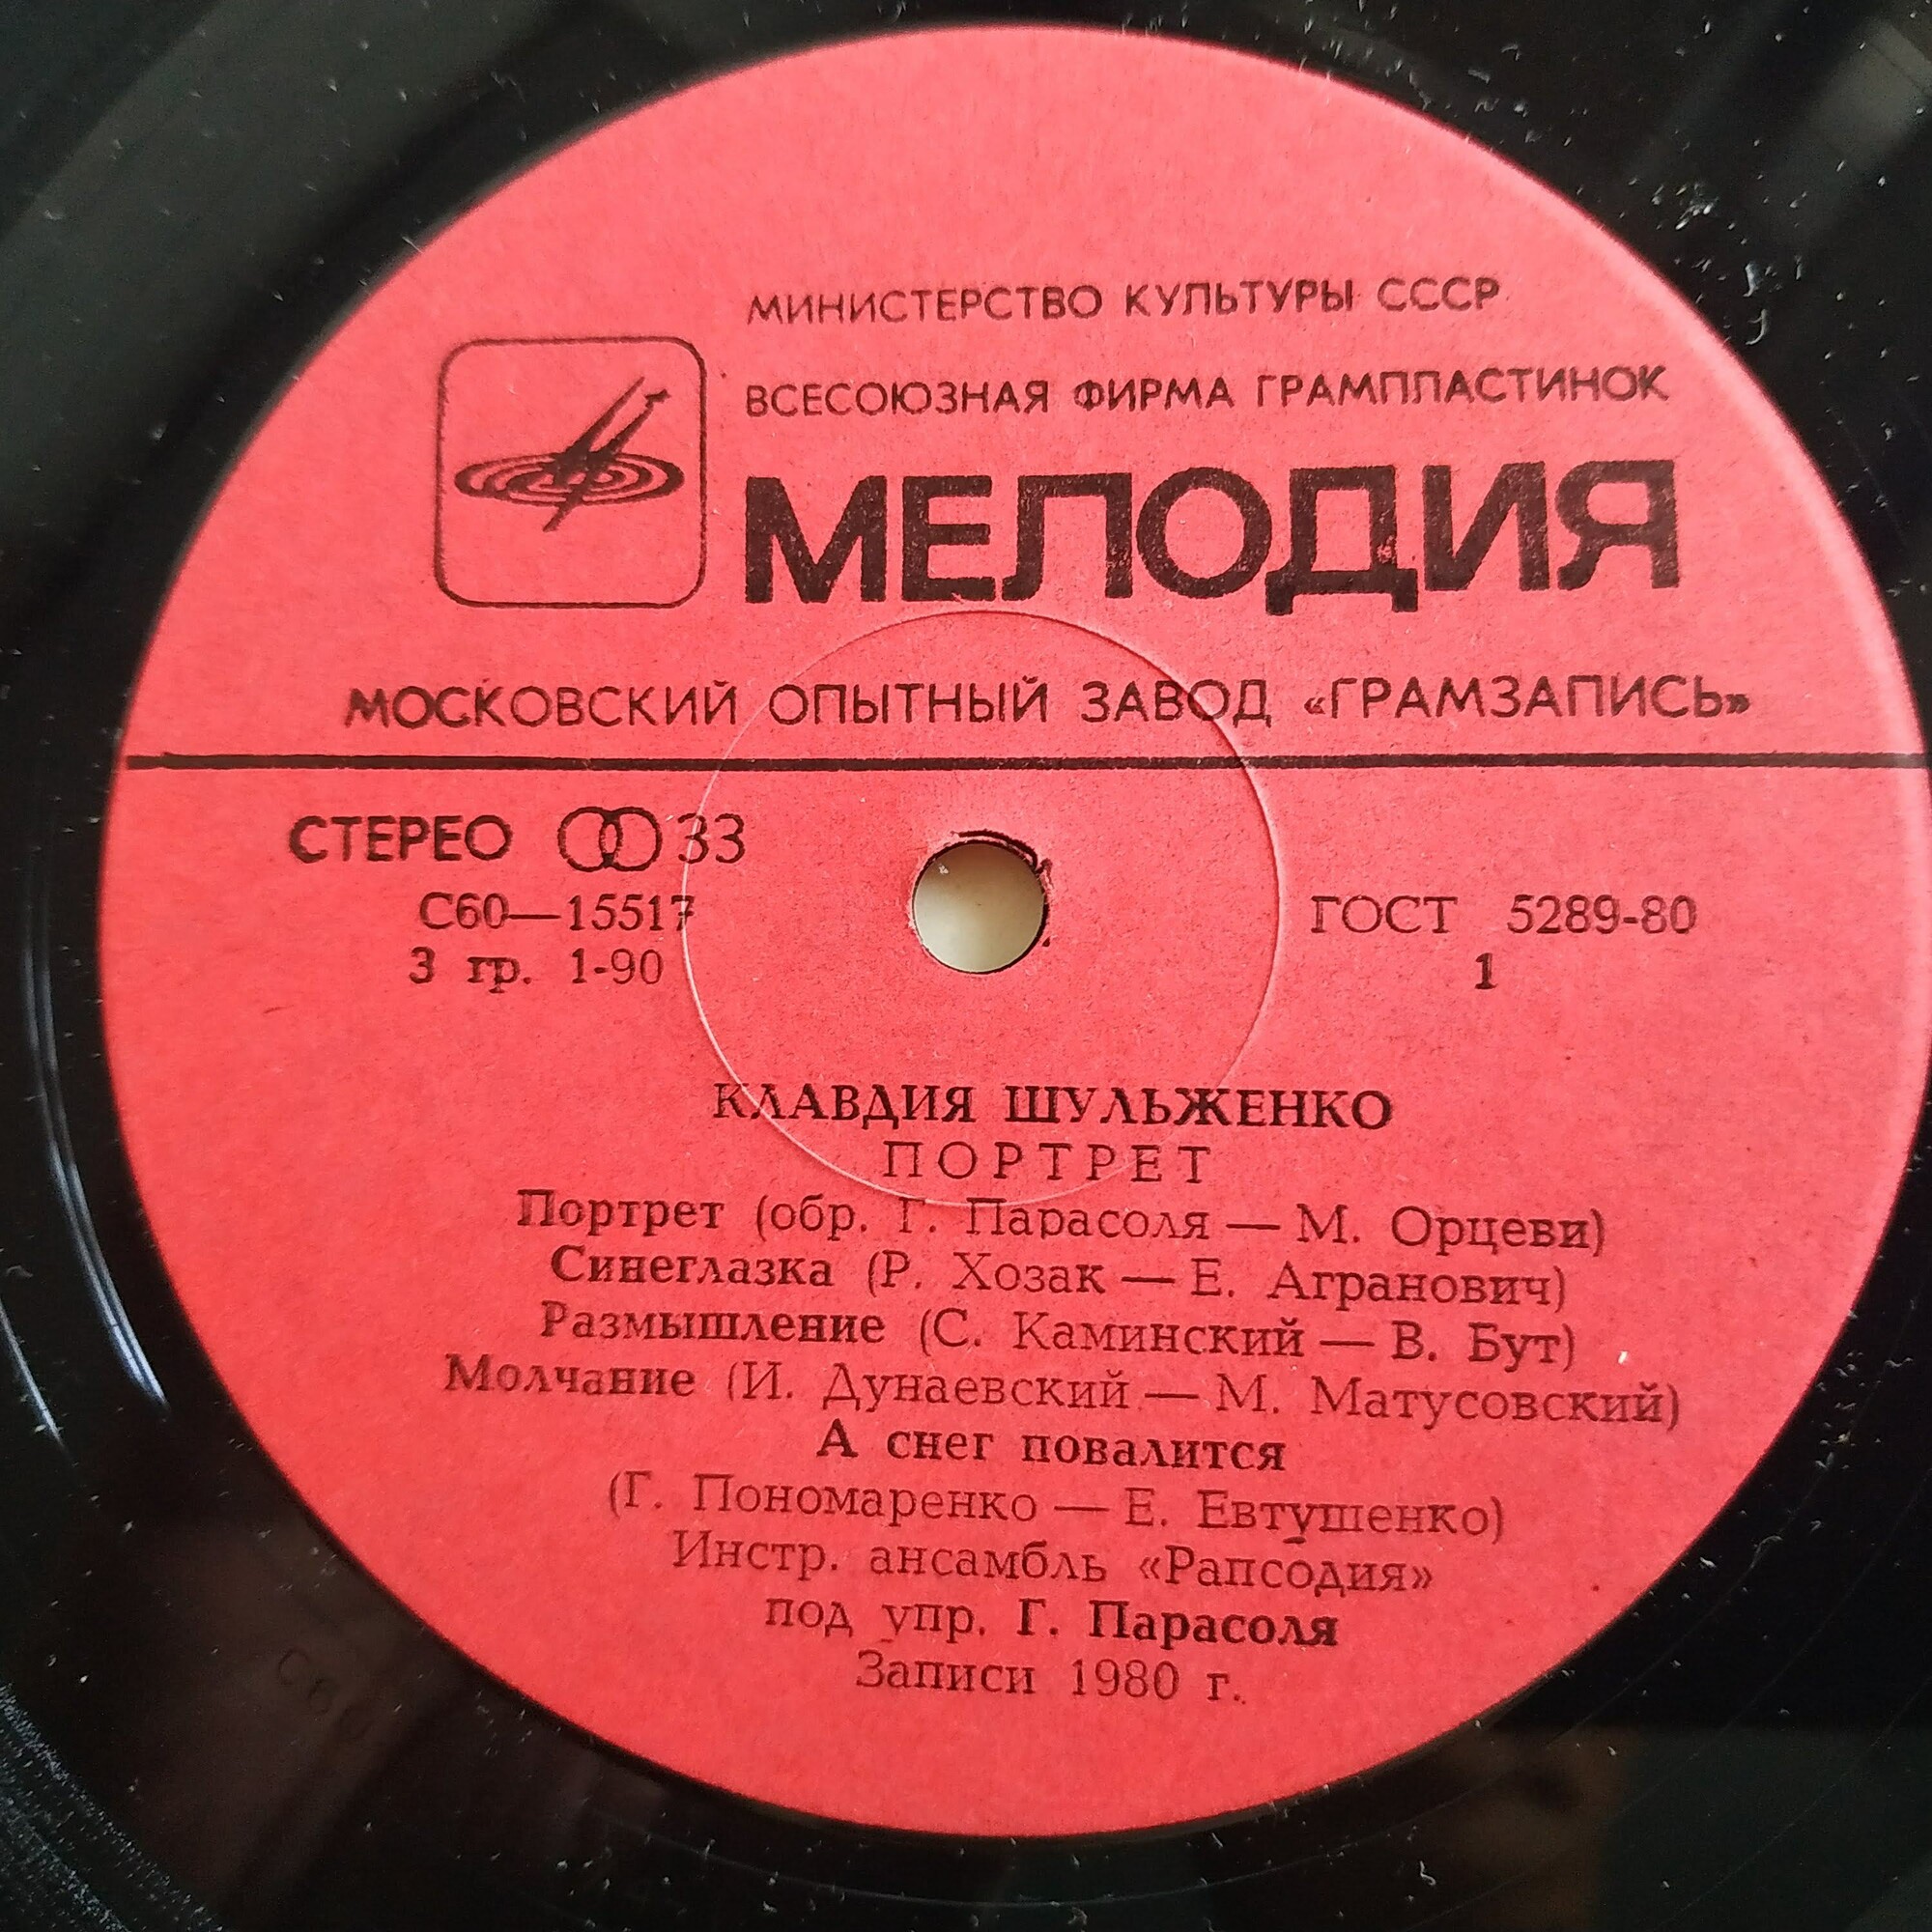 МИНИСТЕРСТВО КУЛЬТУРЫ СССР
ВСЕСОЮЗНАЯ ФИРМА ГРАМПЛАСТИНОК
МЕЛОДИЯ
МОСКОВСКИЙ ОПЫТНЫЙ ЗАВОД «ГРАМЗАПИСЬ»
СТЕРЕО 33
С60—15517
ГОСТ 5289-80
3 гр. 1-90
1
КЛАВДИЯ ШУЛЬЖЕНКО
ПОРТРЕТ
Портрет (обр. Г. Парасоля — М. Орцеви)
Синеглазка (Р. Хозак — Е. Агранович)
Размышление (С. Каминский — В. Бут)
Молчание (И. Дунаевский — М. Матусовский)
А снег повалится
(Г. Пономаренко — Е. Евтушенко)
Инстр. ансамбль «Рапсодия»
под упр. Г. Парасоля
Записи 1980 г.